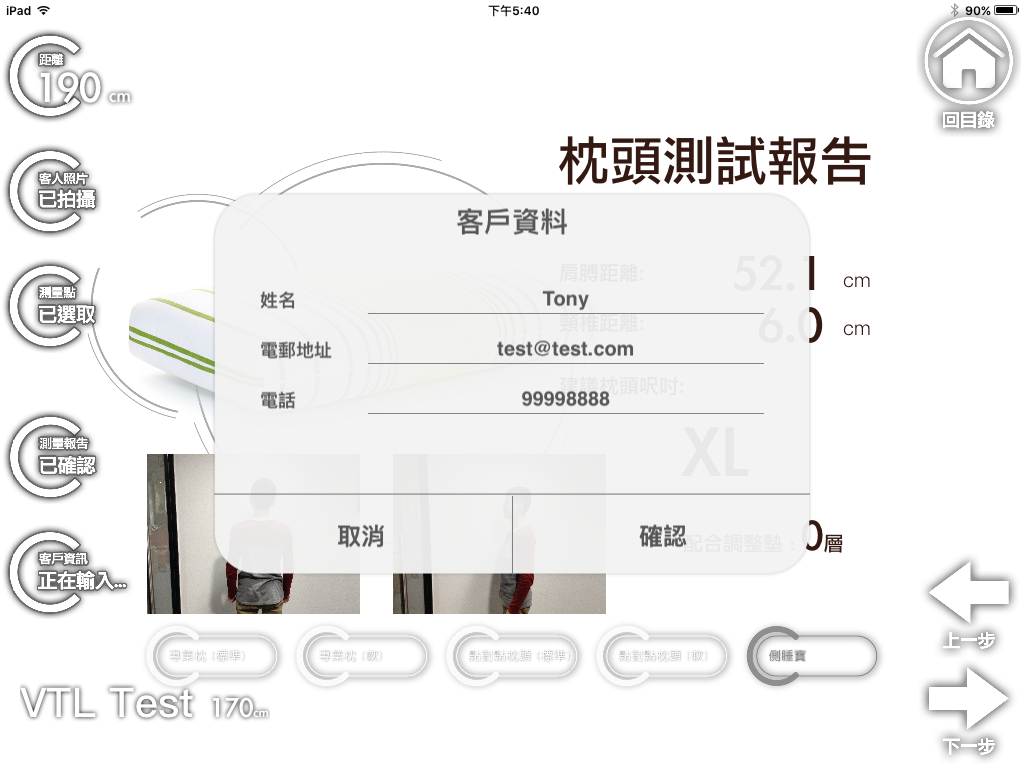 iPad
下午5:40
90%
距離
190 cm
回目錄
客人照片
已拍攝
測量點
已選取
測量報告
已確認
客戶資訊
正在輸入...
枕頭測試報告
肩膊距離:
52.1 cm
頸椎距離:
6.0 cm
建議枕頭呎吋:
XL
配合調整墊：0層
客戶資料
姓名
Tony
電郵地址
test@test.com
電話
99998888
取消
確認
專業枕（標準）
專業枕（軟）
點對點枕頭（標準）
點對點枕頭（軟）
側睡寶
VTL Test 170cm
上一步
下一步